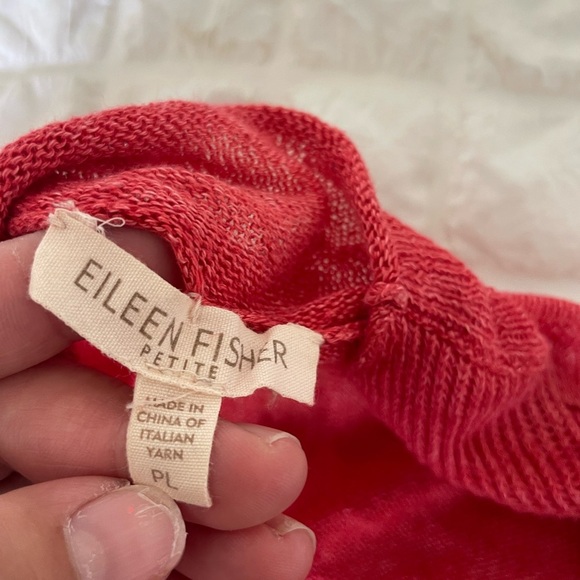 EILEEN FISHER
PETITE
MADE IN
CHINA OF
ITALIAN
YARN
PL